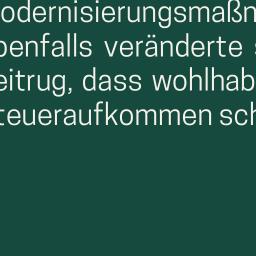 odernisierungsmaßn
benfalls veränderte
eitrug, dass wohlhab
teueraufkommen sch